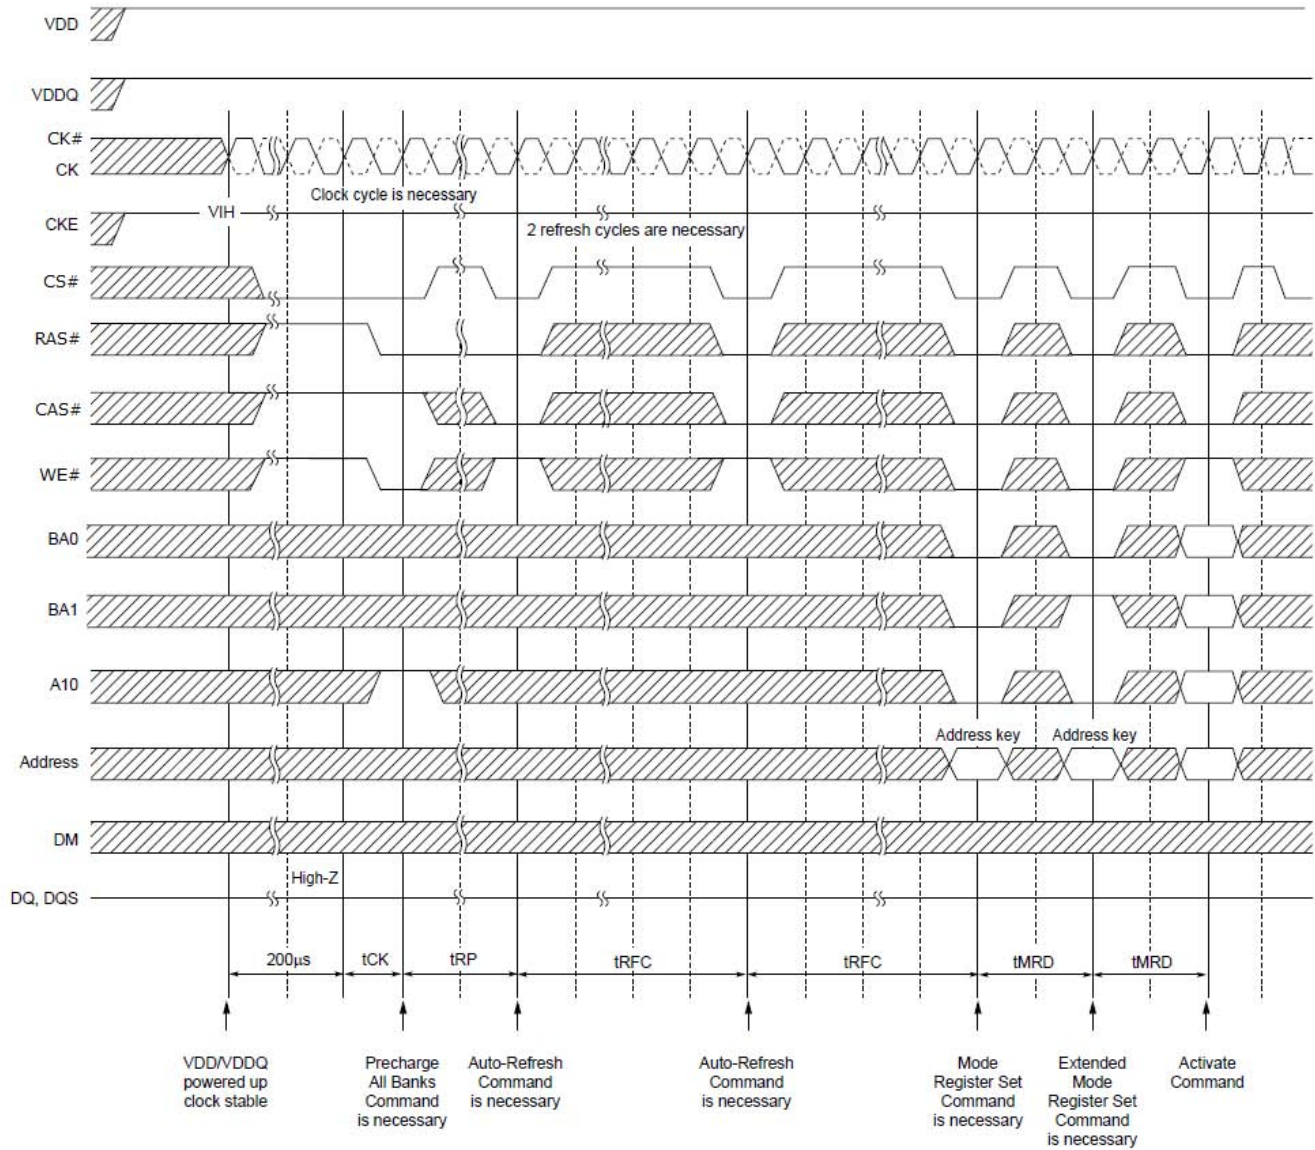 VDD
VDDQ
CK#
CK
Clock cycle is necessary
VIH
CKE
2 refresh cycles are necessary
CS#
RAS#
CAS#
WE#
BA0
BA1
A10
Address key Address key
Address
DM
High-Z
DQ, DQS
200μs tCK tRP tRFC tRFC tMRD tMRD
VDD/VDDQ
powered up
clock stable
Precharge
All Banks
Command
is necessary
Auto-Refresh
Command
is necessary
Auto-Refresh
Command
is necessary
Mode
Register Set
Command
is necessary
Extended
Mode
Register Set
Command
is necessary
Activate
Command